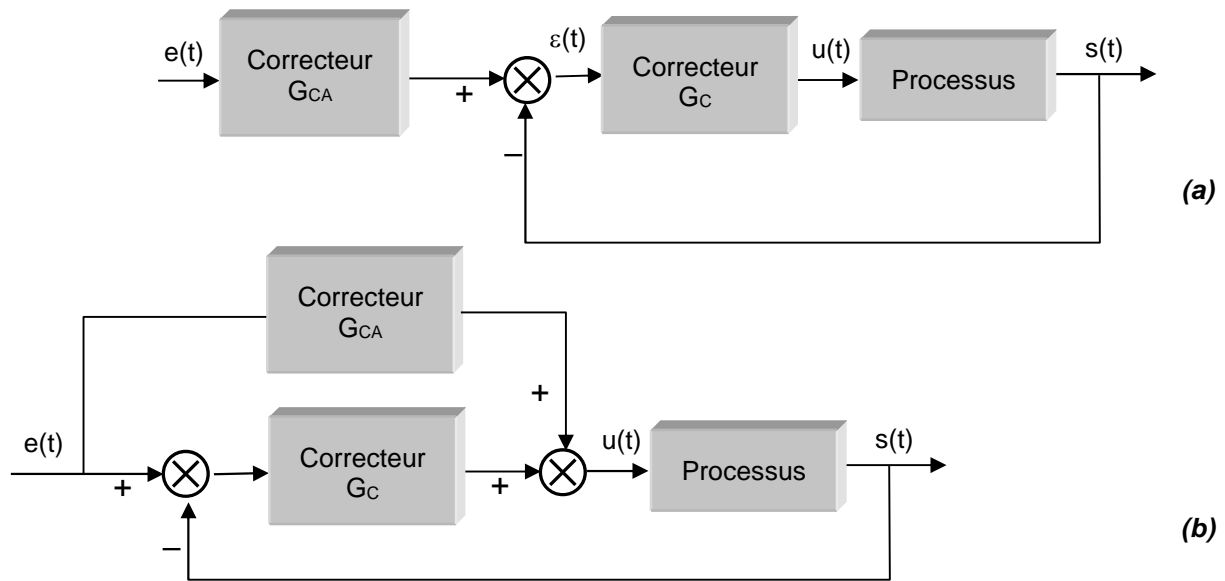 e(t)
Correcteur
GCA
+
−
ε(t)
Correcteur
GC
u(t)
Processus
s(t)
(a)
Correcteur
GCA
+
e(t)
+
−
Correcteur
GC
+
u(t)
Processus
s(t)
(b)